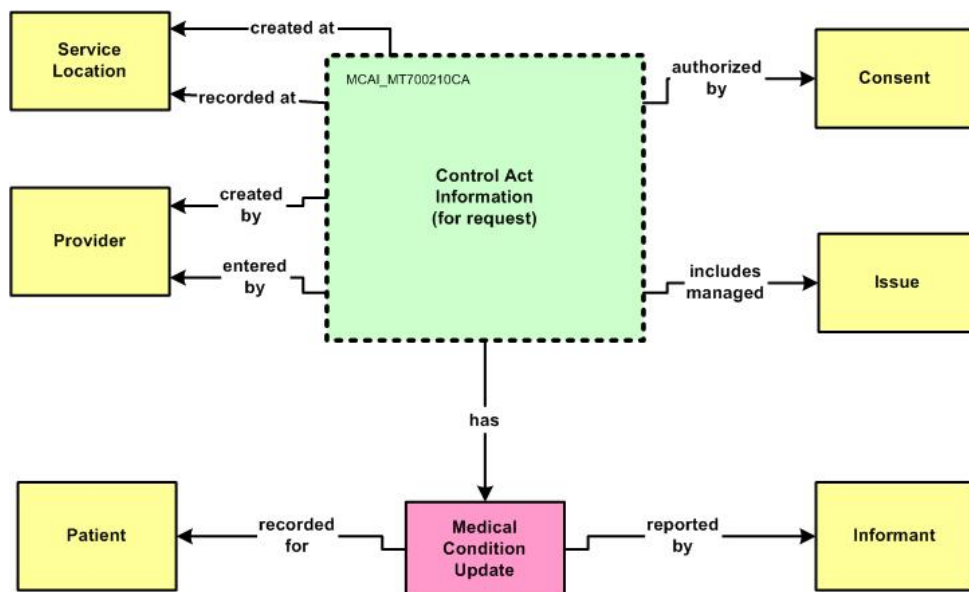 Service
Location
created at
recorded at
MCAI_MT700210CA
authorized
by
Consent
Control Act
Information
(for request)
Provider
created
by
entered
by
includes
managed
Issue
has
Patient
recorded
for
Medical
Condition
Update
reported
by
Informant